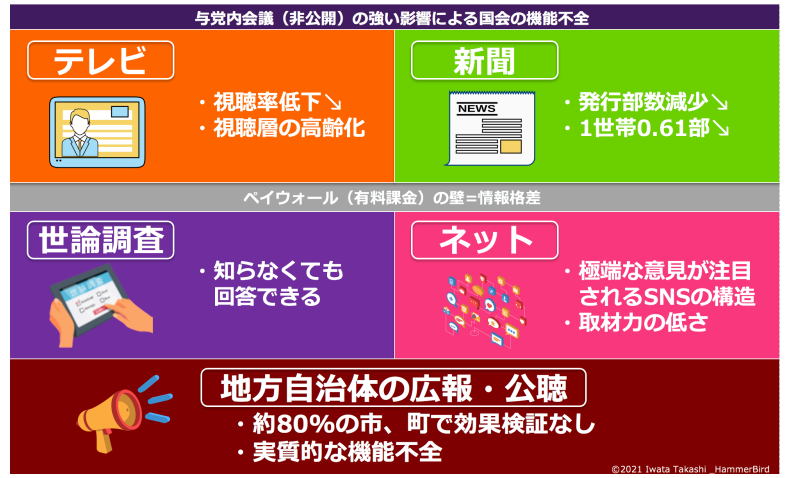 与党内会議（非公開）の強い影響による国会の機能不全
テレビ
・視聴率低下↘
・視聴層の高齢化
新聞
NEWS
・発行部数減少↘
・1世帯0.61部↘
ペイウォール（有料課金）の壁=情報格差
世論調査
・知らなくても
回答できる
ネット
・極端な意見が注目
されるSNSの構造
・取材力の低さ
地方自治体の広報・公聴
・約80%の市、町で効果検証なし
・実質的な機能不全
©2021 Iwata Takashi _HammerBird